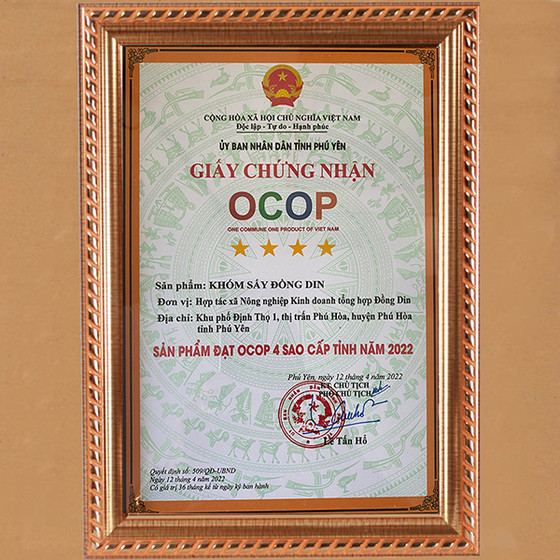 CỘNG HÒA XÃ HỘI CHỦ NGHĨA VIỆT NAM
Độc lập - Tự do - Hạnh phúc
ỦY BAN NHÂN DÂN TỈNH PHÚ YÊN
GIẤY CHỨNG NHẬN
OCOP
ONE COMMUNE ONE PRODUCT OF VIET NAM
Sản phẩm: KHÓM SẤY ĐỒNG DIN
Đơn vị: Hợp tác xã Nông nghiệp Kinh doanh tổng hợp Đồng Din
Địa chỉ: Khu phố Định Thọ 1, thị trấn Phú Hòa, huyện Phú Hòa
tỉnh Phú Yên
SẢN PHẨM ĐẠT OCOP 4 SAO CẤP TỈNH NĂM 2022
Phú Yên, ngày 12 tháng 4 năm 2022
KT. CHỦ TỊCH
PHÓ CHỦ TỊCH
Lê Tấn Hổ
Quyết định số: 509/QĐ-UBND
Ngày 12 tháng 4 năm 2022
Có giá trị 36 tháng kể từ ngày ký ban hành